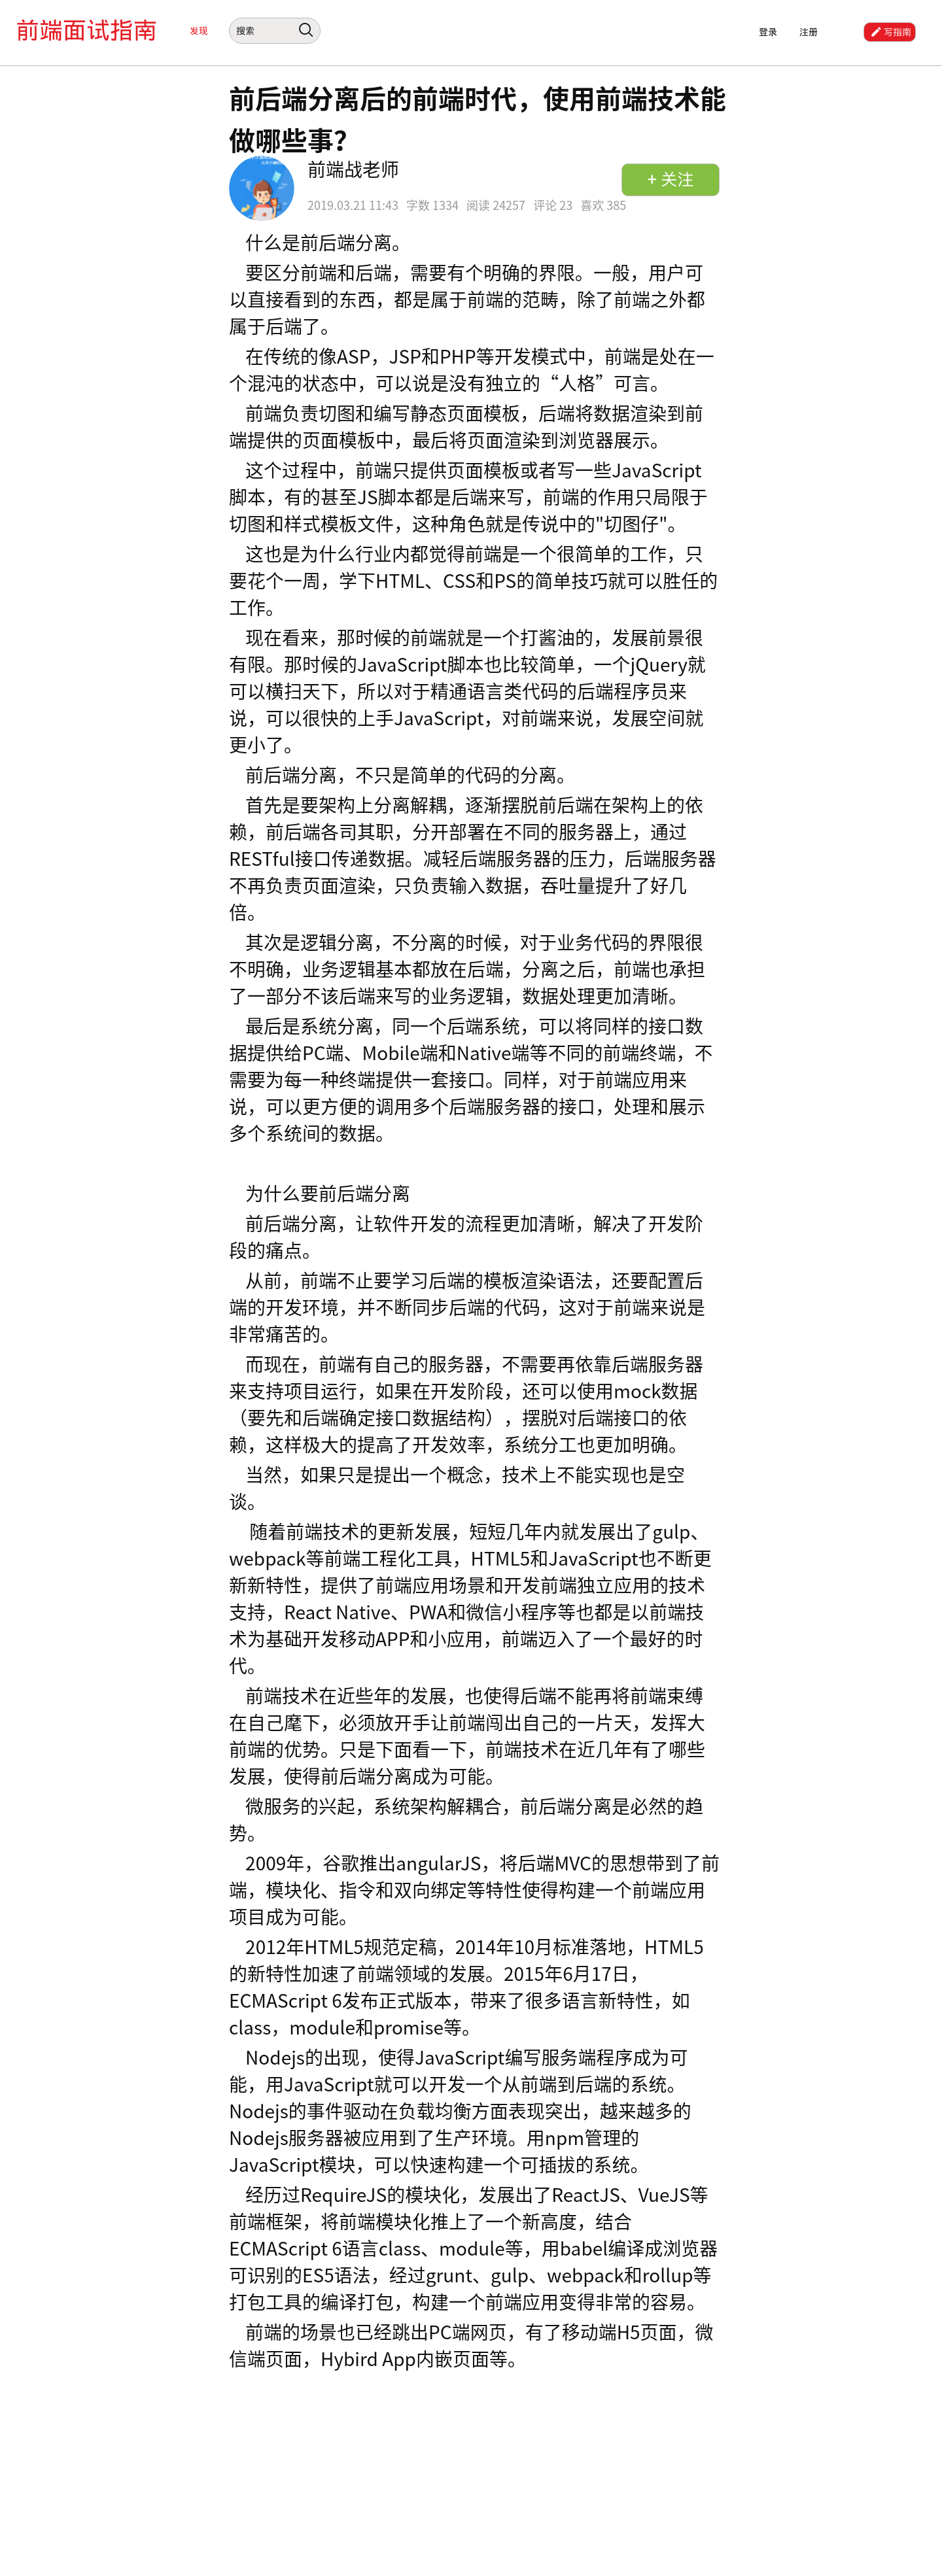 前端面试指南
发现
搜索
登录
注册
写指南
前后端分离后的前端时代，使用前端技术能
做哪些事?
前端战老师
+ 关注
2019.03.21 11:43 字数 1334 阅读 24257 评论 23 喜欢 385
什么是前后端分离。
要区分前端和后端，需要有个明确的界限。一般，用户可
以直接看到的东西，都是属于前端的范畴，除了前端之外都
属于后端了。
在传统的像ASP，JSP和PHP等开发模式中，前端是处在一
个混沌的状态中，可以说是没有独立的“人格”可言。
前端负责切图和编写静态页面模板，后端将数据渲染到前
端提供的页面模板中，最后将页面渲染到浏览器展示。
这个过程中，前端只提供页面模板或者写一些JavaScript
脚本，有的甚至JS脚本都是后端来写，前端的作用只局限于
切图和样式模板文件，这种角色就是传说中的"切图仔"。
这也是为什么行业内都觉得前端是一个很简单的工作，只
要花个一周，学下HTML、CSS和PS的简单技巧就可以胜任的
工作。
现在看来，那时候的前端就是一个打酱油的，发展前景很
有限。那时候的JavaScript脚本也比较简单，一个jQuery就
可以横扫天下，所以对于精通语言类代码的后端程序员来
说，可以很快的上手JavaScript，对前端来说，发展空间就
更小了。
前后端分离，不只是简单的代码的分离。
首先是要架构上分离解耦，逐渐摆脱前后端在架构上的依
赖，前后端各司其职，分开部署在不同的服务器上，通过
RESTful接口传递数据。减轻后端服务器的压力，后端服务器
不再负责页面渲染，只负责输入数据，吞吐量提升了好几
倍。
其次是逻辑分离，不分离的时候，对于业务代码的界限很
不明确，业务逻辑基本都放在后端，分离之后，前端也承担
了一部分不该后端来写的业务逻辑，数据处理更加清晰。
最后是系统分离，同一个后端系统，可以将同样的接口数
据提供给PC端、Mobile端和Native端等不同的前端终端，不
需要为每一种终端提供一套接口。同样，对于前端应用来
说，可以更方便的调用多个后端服务器的接口，处理和展示
多个系统间的数据。
为什么要前后端分离
前后端分离，让软件开发的流程更加清晰，解决了开发阶
段的痛点。
从前，前端不止要学习后端的模板渲染语法，还要配置后
端的开发环境，并不断同步后端的代码，这对于前端来说是
非常痛苦的。
而现在，前端有自己的服务器，不需要再依靠后端服务器
来支持项目运行，如果在开发阶段，还可以使用mock数据
（要先和后端确定接口数据结构），摆脱对后端接口的依
赖，这样极大的提高了开发效率，系统分工也更加明确。
当然，如果只是提出一个概念，技术上不能实现也是空
谈。
随着前端技术的更新发展，短短几年内就发展出了gulp、
webpack等前端工程化工具，HTML5和JavaScript也不断更
新新特性，提供了前端应用场景和开发前端独立应用的技术
支持，React Native、PWA和微信小程序等也都是以前端技
术为基础开发移动APP和小应用，前端迈入了一个最好的时
代。
前端技术在近些年的发展，也使得后端不能再将前端束缚
在自己麾下，必须放开手让前端闯出自己的一片天，发挥大
前端的优势。只是下面看一下，前端技术在近几年有了哪些
发展，使得前后端分离成为可能。
微服务的兴起，系统架构解耦合，前后端分离是必然的趋
势。
2009年，谷歌推出angularJS，将后端MVC的思想带到了前
端，模块化、指令和双向绑定等特性使得构建一个前端应用
项目成为可能。
2012年HTML5规范定稿，2014年10月标准落地，HTML5
的新特性加速了前端领域的发展。2015年6月17日，
ECMAScript 6发布正式版本，带来了很多语言新特性，如
class，module和promise等。
Nodejs的出现，使得JavaScript编写服务端程序成为可
能，用JavaScript就可以开发一个从前端到后端的系统。
Nodejs的事件驱动在负载均衡方面表现突出，越来越多的
Nodejs服务器被应用到了生产环境。用npm管理的
JavaScript模块，可以快速构建一个可插拔的系统。
经历过RequireJS的模块化，发展出了ReactJS、VueJS等
前端框架，将前端模块化推上了一个新高度，结合
ECMAScript 6语言class、module等，用babel编译成浏览器
可识别的ES5语法，经过grunt、gulp、webpack和rollup等
打包工具的编译打包，构建一个前端应用变得非常的容易。
前端的场景也已经跳出PC端网页，有了移动端H5页面，微
信端页面，Hybird App内嵌页面等。